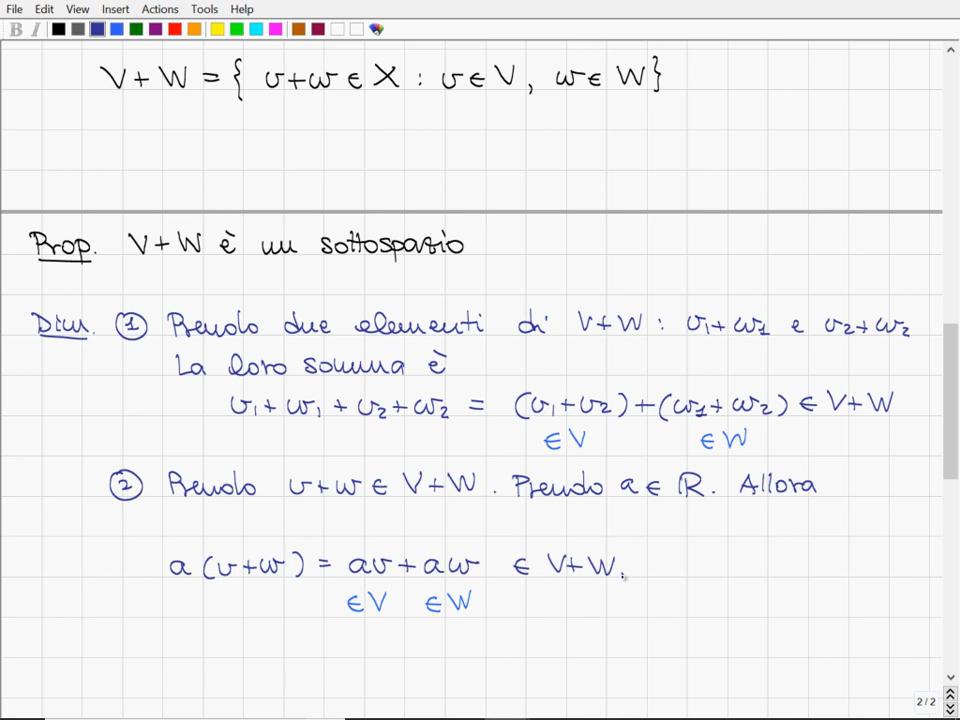 File Edit View Insert Actions Tools Help
B I
V + W = { v+w ∈ X : v ∈ V, w ∈ W}
Prop. V+W è un sottospazio
Dim. ① Prendo due elementi di V+W : v₁+w₁ e v₂+w₂
La loro somma è
v₁+w₁+v₂+w₂ = (v₁+v₂)+(w₁+w₂) ∈ V+W
∈ V ∈ W
② Prendo v+w ∈ V+W. Prendo a ∈ ℝ. Allora
a (v+w) = av + aw ∈ V+W.
∈ V ∈ W
2 / 2